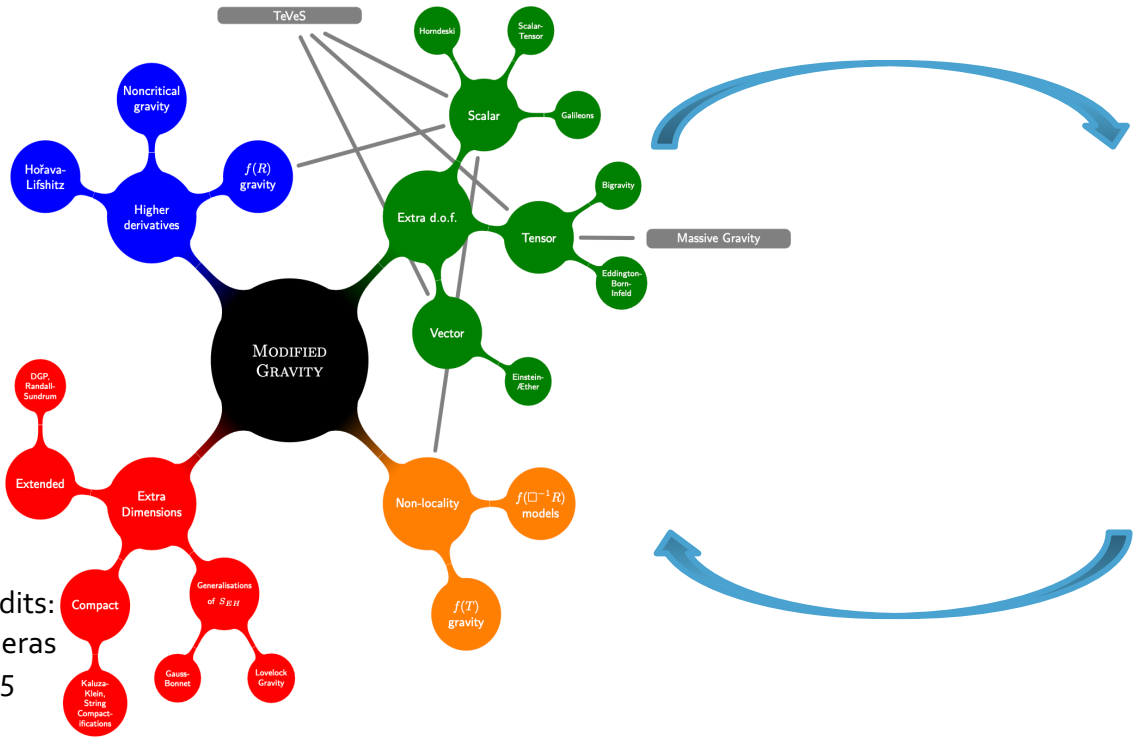 TeVeS
Horndeski
Scalar-
Tensor
Scalar
Galileons
Noncritical
gravity
Hořava-
Lifshitz
f(R)
gravity
Higher
derivatives
Extra d.o.f.
Bigravity
Tensor
Massive Gravity
Eddington-
Born-
Infeld
Vector
Einstein-
Æther
MODIFIED
GRAVITY
DGP,
Randall-
Sundrum
Extended
Extra
Dimensions
Non-locality
f(□⁻¹R)
models
f(T)
gravity
Generalisations
of S_EH
Compact
Gauss-
Bonnet
Lovelock
Gravity
Kaluza-
Klein,
String
Compact-
ifications
dits:
eras
5